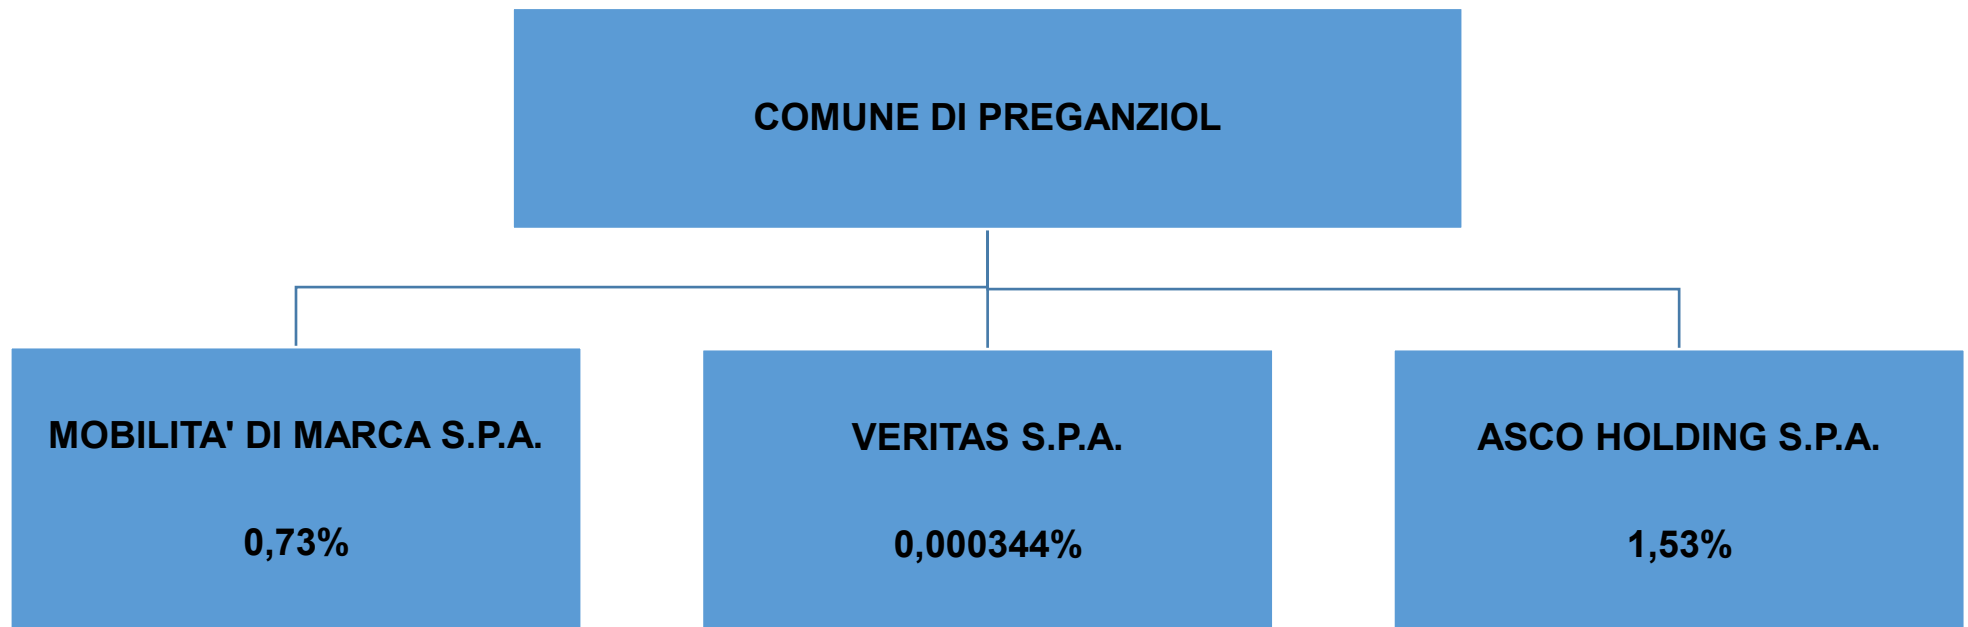 COMUNE DI PREGANZIOL
MOBILITA' DI MARCA S.P.A.
0,73%
VERITAS S.P.A.
0,000344%
ASCO HOLDING S.P.A.
1,53%